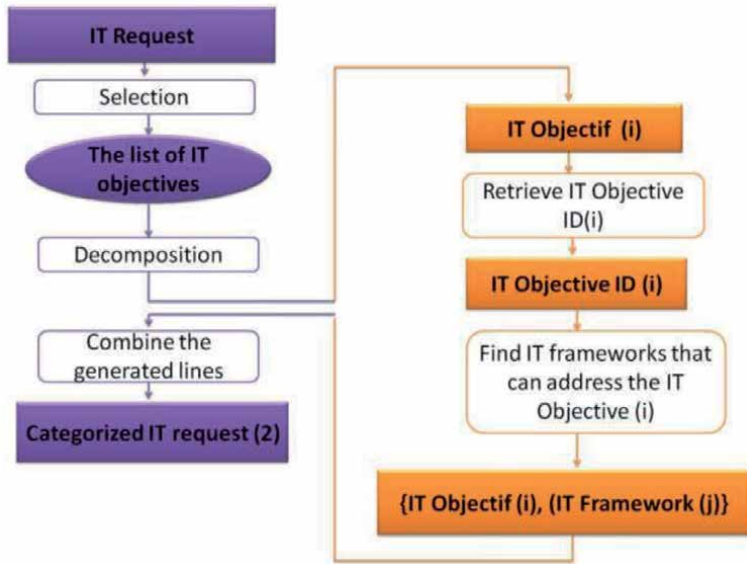 IT Request
Selection
The list of IT
objectives
Decomposition
Combine the
generated lines
Categorized IT request (2)
IT Objectif (i)
Retrieve IT Objective
ID(i)
IT Objective ID (i)
Find IT frameworks that
can address the IT
Objective (i)
{IT Objectif (i), (IT Framework (j)}